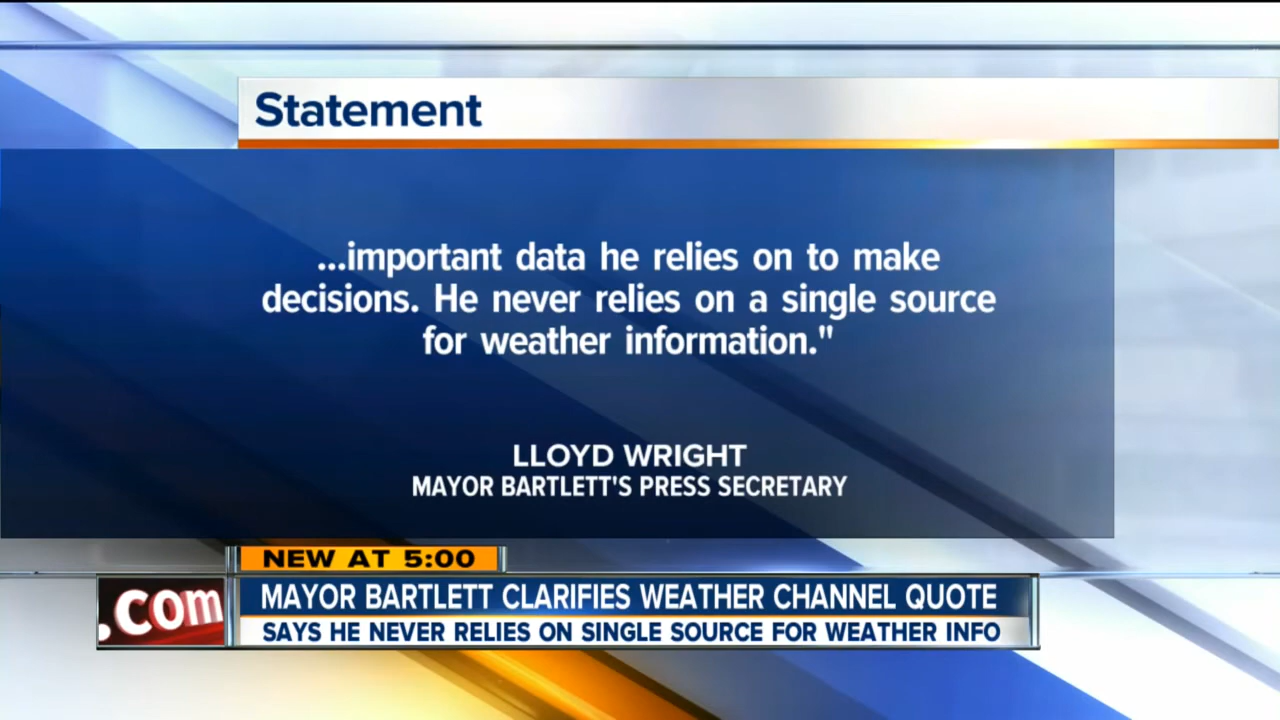 Statement
...important data he relies on to make
decisions. He never relies on a single source
for weather information."
LLOYD WRIGHT
MAYOR BARTLETT'S PRESS SECRETARY
NEW AT 5:00
.com
MAYOR BARTLETT CLARIFIES WEATHER CHANNEL QUOTE
SAYS HE NEVER RELIES ON SINGLE SOURCE FOR WEATHER INFO